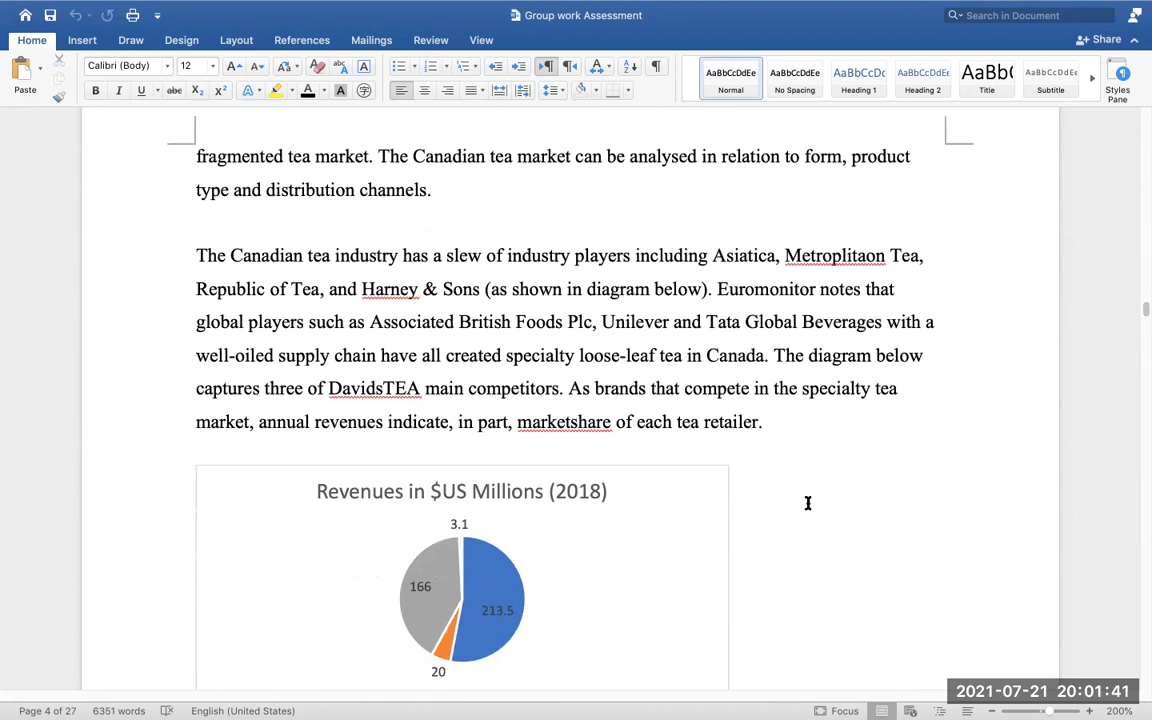 Group work Assessment
Search in Document
Home Insert Draw Design Layout References Mailings Review View
Share
Paste
Calibri (Body) 12
AaBbCcDdEe AaBbCcDdEe AaBbCcDc AaBbCcDdEe AaBb( AaBbCcDdEe
Normal No Spacing Heading 1 Heading 2 Title Subtitle
Styles
Pane
fragmented tea market. The Canadian tea market can be analysed in relation to form, product
type and distribution channels.
The Canadian tea industry has a slew of industry players including Asiatica, Metroplitaon Tea,
Republic of Tea, and Harney & Sons (as shown in diagram below). Euromonitor notes that
global players such as Associated British Foods Plc, Unilever and Tata Global Beverages with a
well-oiled supply chain have all created specialty loose-leaf tea in Canada. The diagram below
captures three of DavidsTEA main competitors. As brands that compete in the specialty tea
market, annual revenues indicate, in part, marketshare of each tea retailer.
Revenues in $US Millions (2018)
3.1
166
213.5
20
2021-07-21 20:01:41
Page 4 of 27 6351 words English (United States) Focus 200%